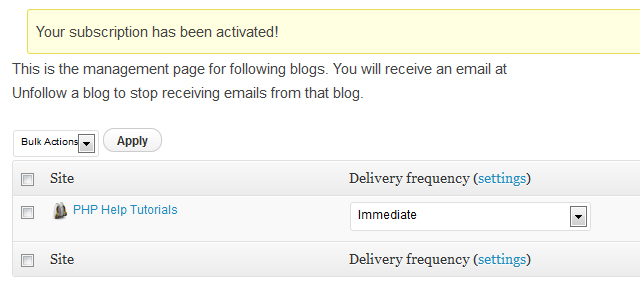 Your subscription has been activated!
This is the management page for following blogs. You will receive an email at
Unfollow a blog to stop receiving emails from that blog.
Bulk Actions Apply
Site Delivery frequency (settings)
PHP Help Tutorials Immediate
Site Delivery frequency (settings)